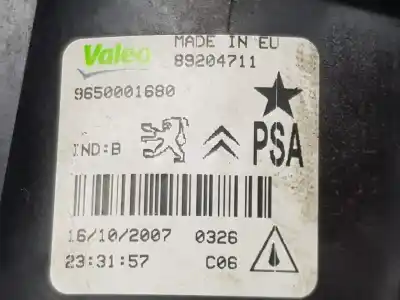 Valeo MADE IN EU
89204711
9650001680
IND:B PSA
16/10/2007 0326
23:31:57 C06